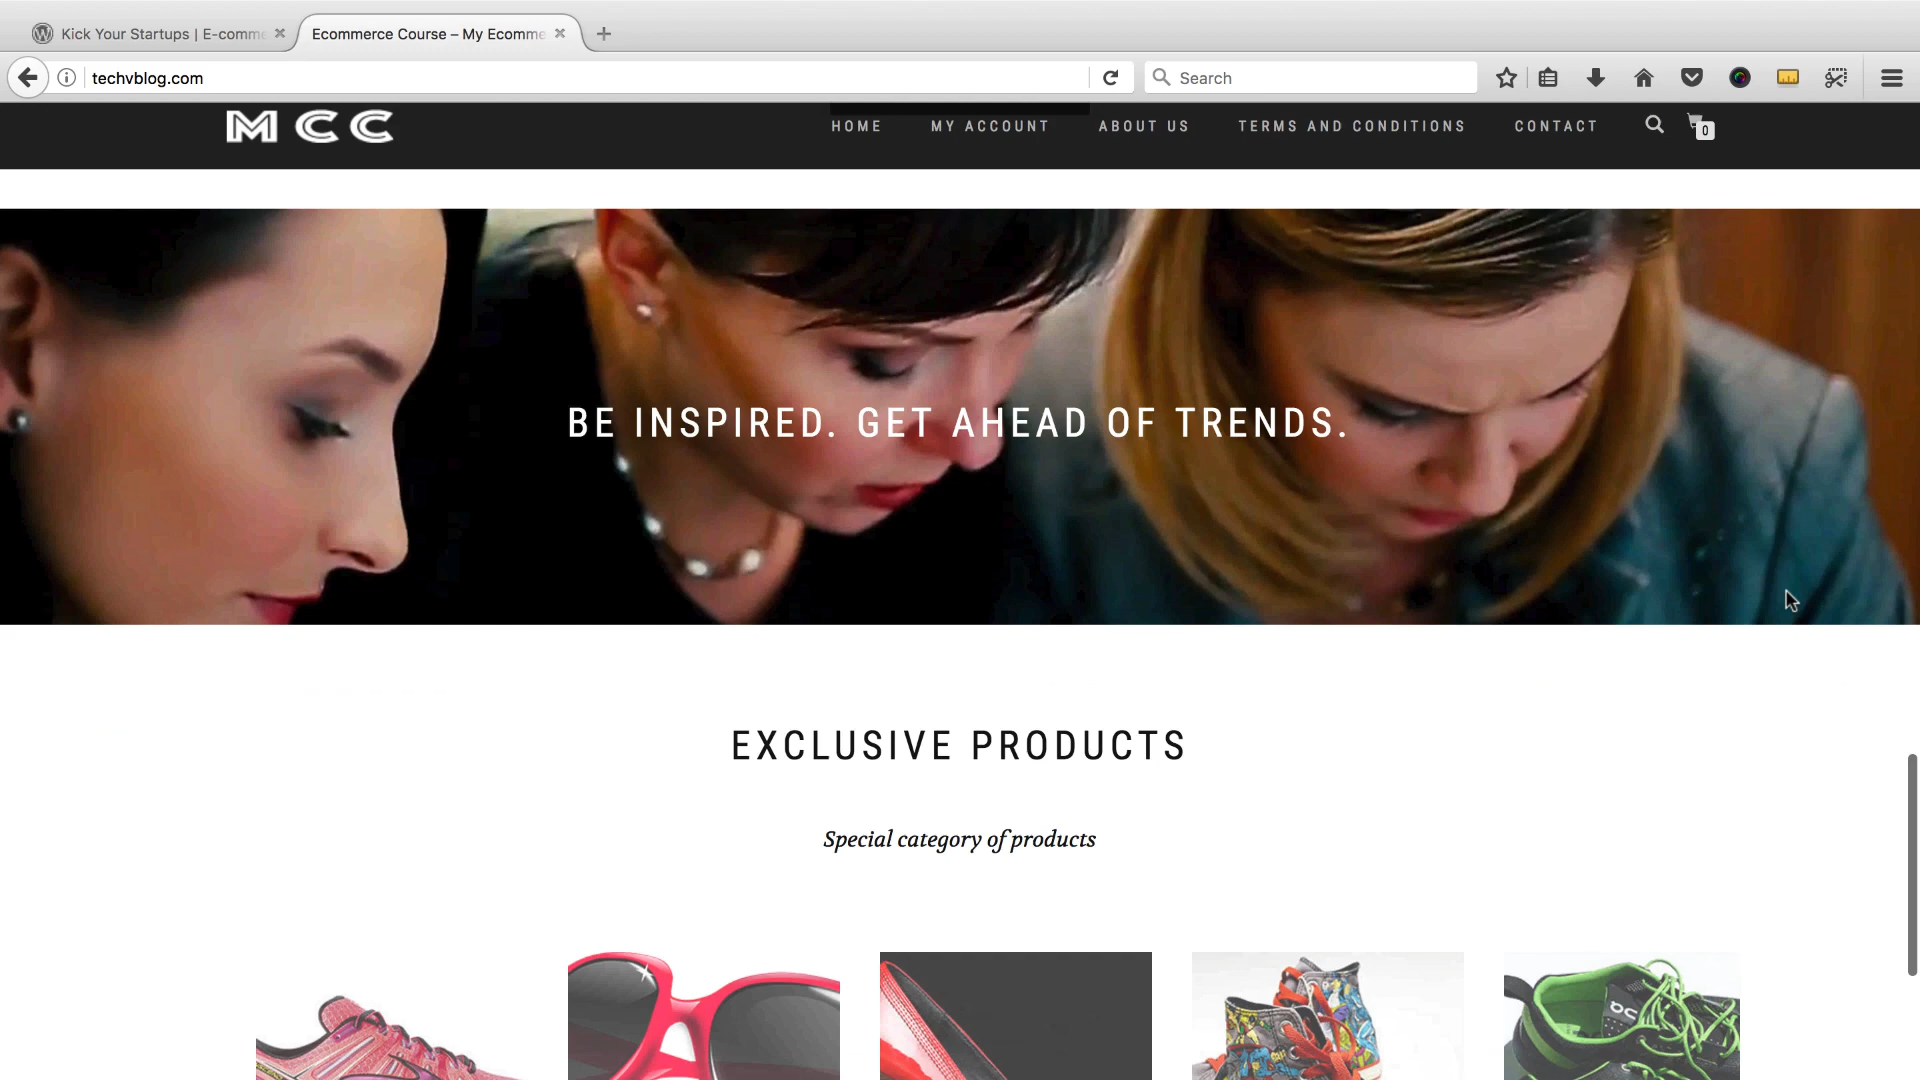 Kick Your Startups | E-comme
Ecommerce Course – My Ecomme
techvblog.com
Search
MCC
HOME
MY ACCOUNT
ABOUT US
TERMS AND CONDITIONS
CONTACT
0
BE INSPIRED. GET AHEAD OF TRENDS.
EXCLUSIVE PRODUCTS
Special category of products